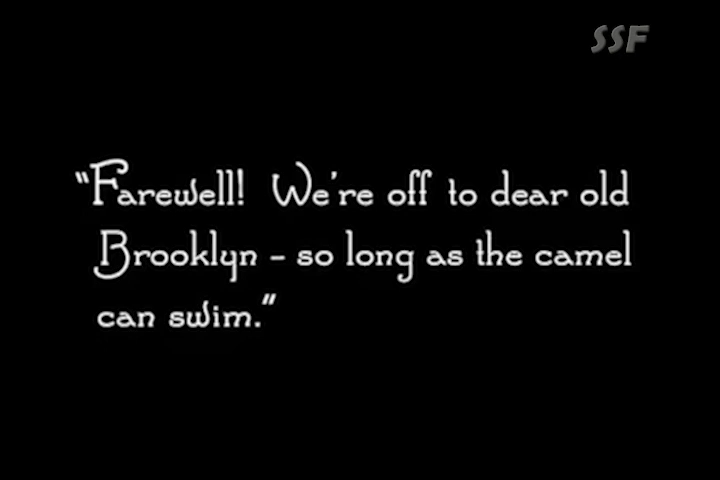 SSF
"Farewell! We're off to dear old
Brooklyn - so long as the camel
can swim."